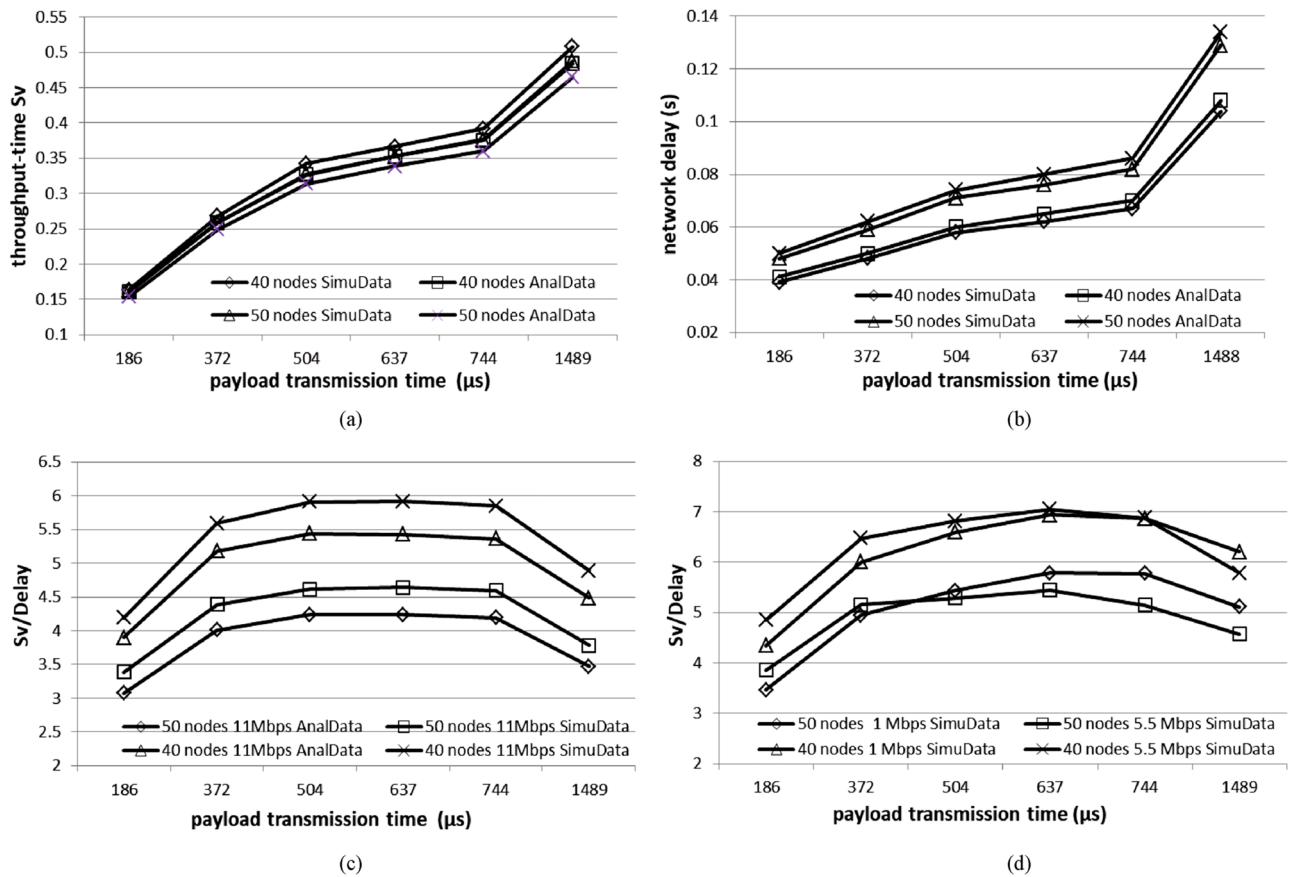 0.55
0.5
0.45
0.4
0.35
0.3
0.25
0.2
0.15
0.1
throughput-time Sv
40 nodes SimuData
40 nodes AnalData
50 nodes SimuData
50 nodes AnalData
186 372 504 637 744 1489
payload transmission time (μs)
(a)
0.14
0.12
0.1
0.08
0.06
0.04
0.02
network delay (s)
40 nodes SimuData
40 nodes AnalData
50 nodes SimuData
50 nodes AnalData
186 372 504 637 744 1488
payload transmission time (μs)
(b)
6.5
6
5.5
5
4.5
4
3.5
3
2.5
2
Sv/Delay
50 nodes 11Mbps AnalData
50 nodes 11Mbps SimuData
40 nodes 11Mbps AnalData
40 nodes 11Mbps SimuData
186 372 504 637 744 1489
payload transmission time (μs)
(c)
8
7
6
5
4
3
2
Sv/Delay
50 nodes 1 Mbps SimuData
50 nodes 5.5 Mbps SimuData
40 nodes 1 Mbps SimuData
40 nodes 5.5 Mbps SimuData
186 372 504 637 744 1489
payload transmission time (μs)
(d)